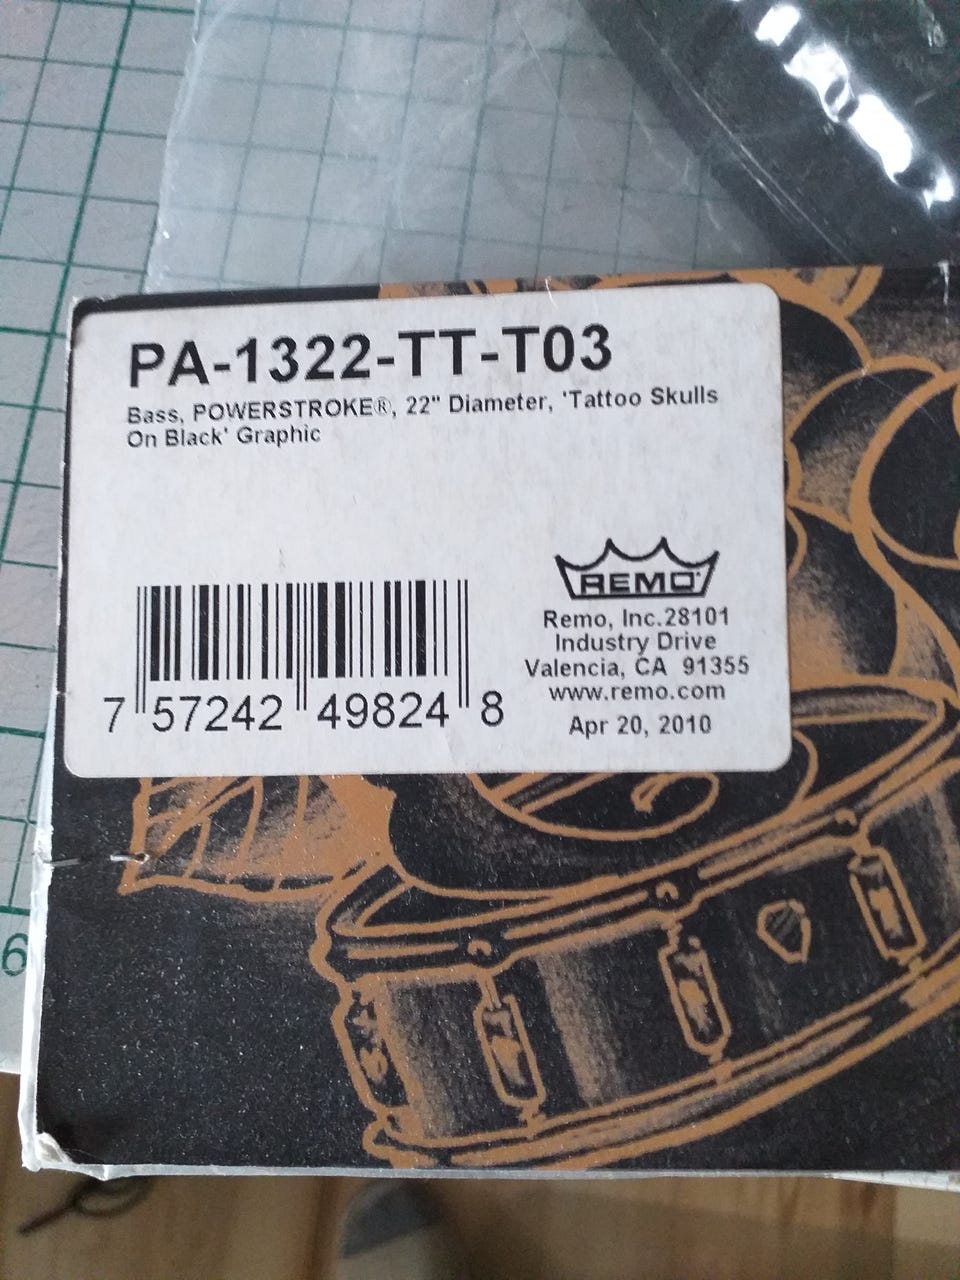 PA-1322-TT-T03
Bass, POWERSTROKE®, 22" Diameter, 'Tattoo Skulls
On Black' Graphic
REMO
Remo, Inc.28101
Industry Drive
Valencia, CA 91355
www.remo.com
Apr 20, 2010
7 57242 49824 8
6